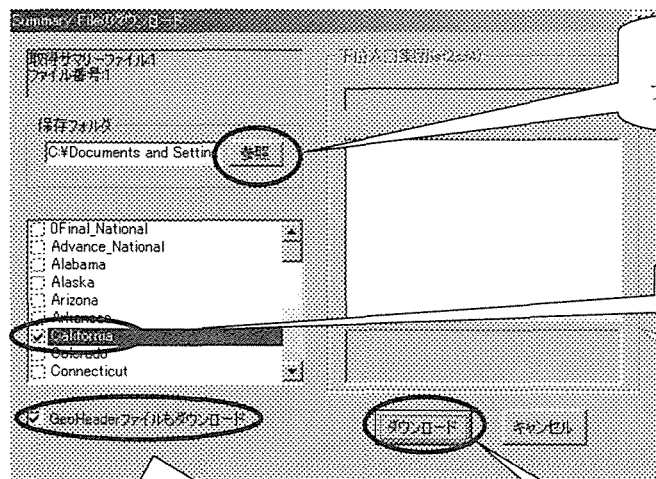 Summary Fileのダウンロード
取得サマリーファイル:1
ファイル番号:1
保存フォルダ
C:¥Documents and Settin
参照
0Final_National
Advance_National
Alabama
Alaska
Arizona
Arkansas
California
Colorado
Connecticut
GeoHeaderファイルもダウンロード
ダウンロード
キャンセル